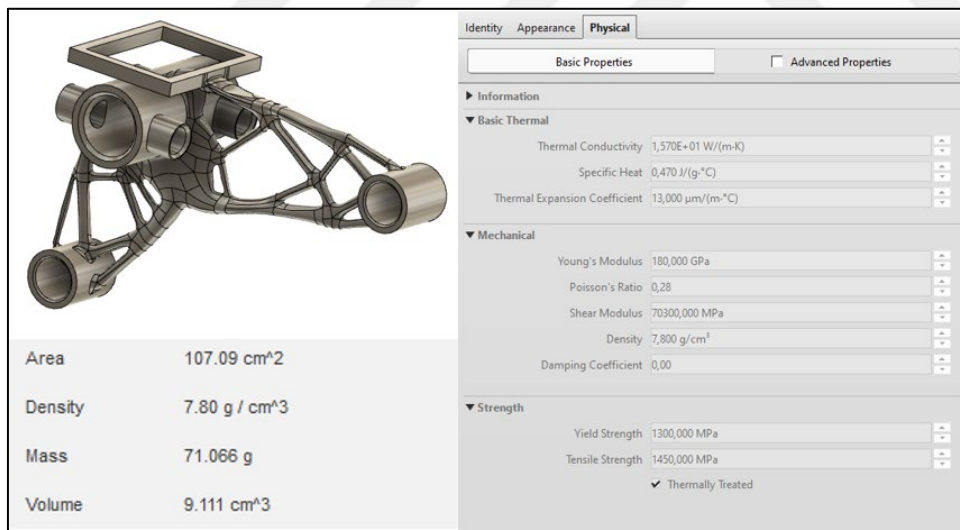 Identity Appearance Physical
Basic Properties Advanced Properties
Information
Basic Thermal
Thermal Conductivity 1,570E+01 W/(m·K)
Specific Heat 0,470 J/(g·°C)
Thermal Expansion Coefficient 13,000 µm/(m·°C)
Mechanical
Young's Modulus 180,000 GPa
Poisson's Ratio 0,28
Shear Modulus 70300,000 MPa
Density 7,800 g/cm³
Damping Coefficient 0,00
Strength
Yield Strength 1300,000 MPa
Tensile Strength 1450,000 MPa
Thermally Treated
Area 107.09 cm^2
Density 7.80 g / cm^3
Mass 71.066 g
Volume 9.111 cm^3